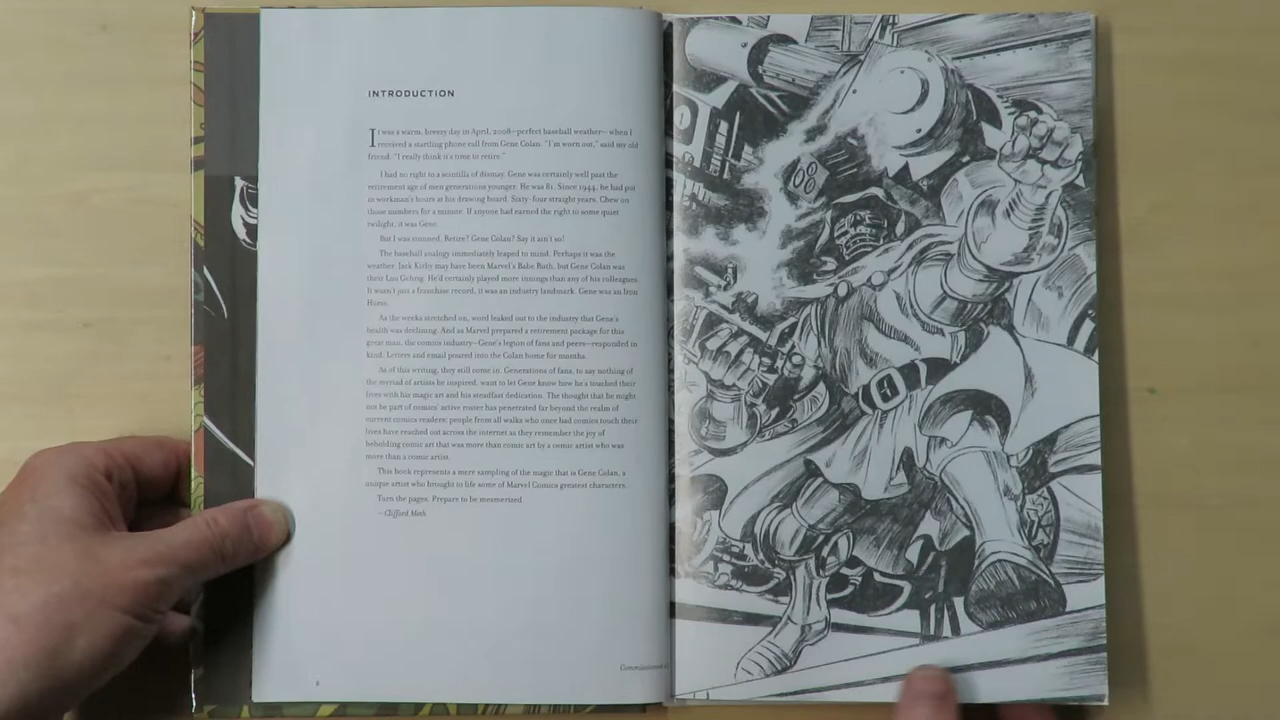 INTRODUCTION
It was a warm, breezy day in April, 2008—perfect baseball weather—when I
received a startling phone call from Gene Colan. "I'm worn out," said my old
friend. "I really think it's time to retire."
I had no right to a scintilla of dismay. Gene was certainly well past the
retirement age of men generations younger. He was 81. Since 1944, he had put
in workman's hours at his drawing board. Sixty-four straight years. Chew on
those numbers for a minute. If anyone had earned the right to some quiet
twilight, it was Gene.
But I was stunned. Retire? Gene Colan? Say it ain't so!
The baseball analogy immediately leaped to mind. Perhaps it was the
weather. Jack Kirby may have been Marvel's Babe Ruth, but Gene Colan was
their Lou Gehrig. He'd certainly played more innings than any of his colleagues.
It wasn't just a franchise record, it was an industry landmark. Gene was an Iron
Horse.
As the weeks stretched on, word leaked out to the industry that Gene's
health was declining. And as Marvel prepared a retirement package for this
great man, the comics industry—Gene's legion of fans and peers—responded in
kind. Letters and email poured into the Colan home for months.
As of this writing, they still come in. Generations of fans, to say nothing of
the myriad of artists he inspired, want to let Gene know how he's touched their
lives with his magic art and his steadfast dedication. The thought that he might
not be part of comics' active roster has penetrated far beyond the realm of
current comics readers; people from all walks who once had comics touch their
lives have reached out across the internet as they remember the joy of
beholding comic art that was more than comic art by a comic artist who was
more than a comic artist.
This book represents a mere sampling of the magic that is Gene Colan, a
unique artist who brought to life some of Marvel Comics greatest characters.
Turn the pages. Prepare to be mesmerized.
—Clifford Meth
8